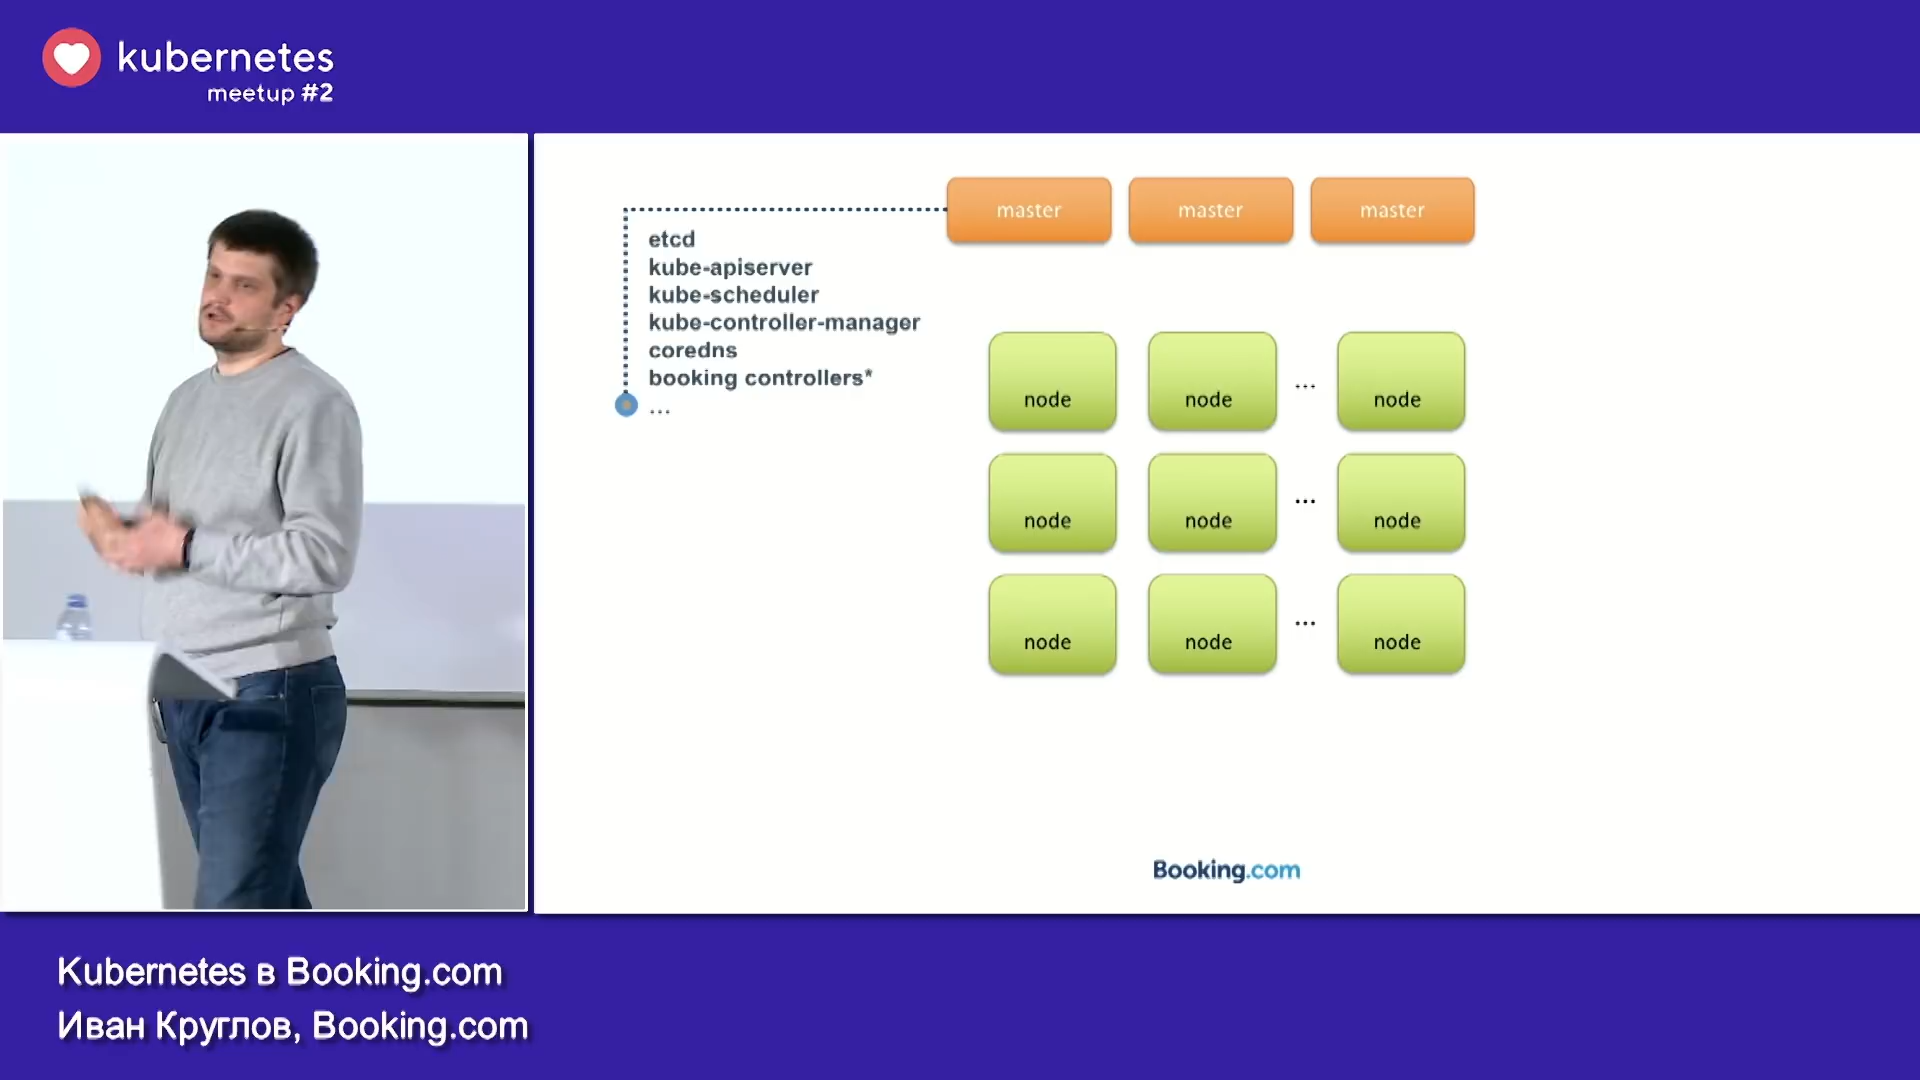 kubernetes
meetup #2
master
master
master
etcd
kube-apiserver
kube-scheduler
kube-controller-manager
coredns
booking controllers*
...
node
node
...
node
node
node
...
node
node
node
...
node
Booking.com
Kubernetes в Booking.com
Иван Круглов, Booking.com